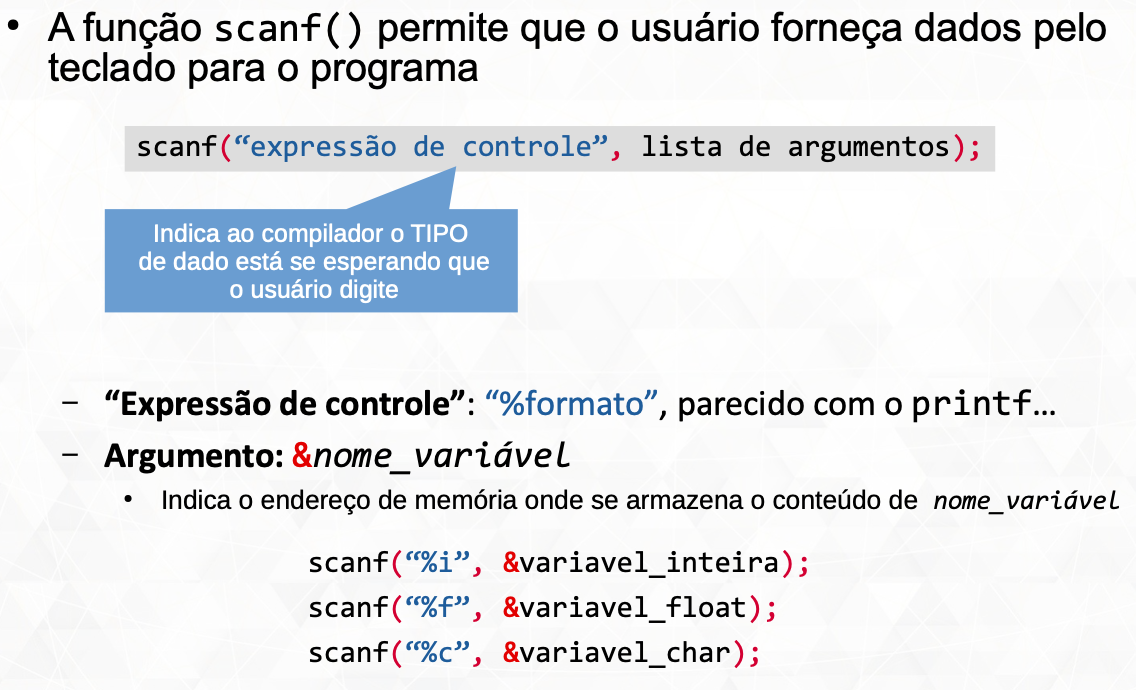 • A função scanf() permite que o usuário forneça dados pelo
teclado para o programa
scanf(“expressão de controle”, lista de argumentos);
Indica ao compilador o TIPO
de dado está se esperando que
o usuário digite
– “Expressão de controle”: “%formato”, parecido com o printf…
– Argumento: &nome_variável
• Indica o endereço de memória onde se armazena o conteúdo de nome_variável
scanf(“%i”, &variavel_inteira);
scanf(“%f”, &variavel_float);
scanf(“%c”, &variavel_char);